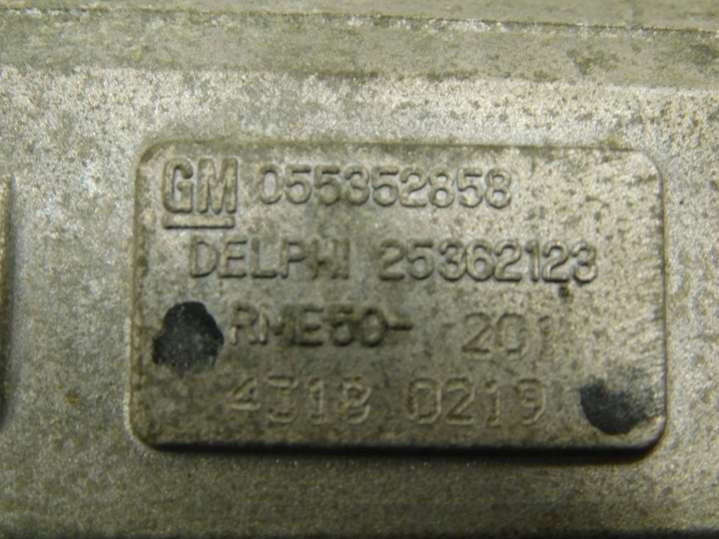 GM 055352858
DELPHI 25362123
RME50- 201
4318 0219